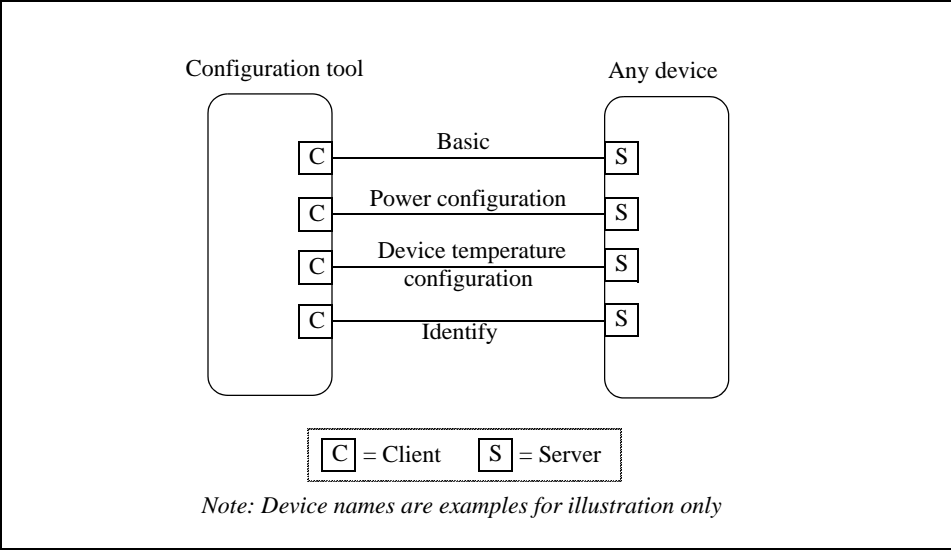 Configuration tool
Any device
Basic
C
S
Power configuration
C
S
Device temperature
C
S
configuration
C
S
Identify
C = Client
S = Server
Note: Device names are examples for illustration only